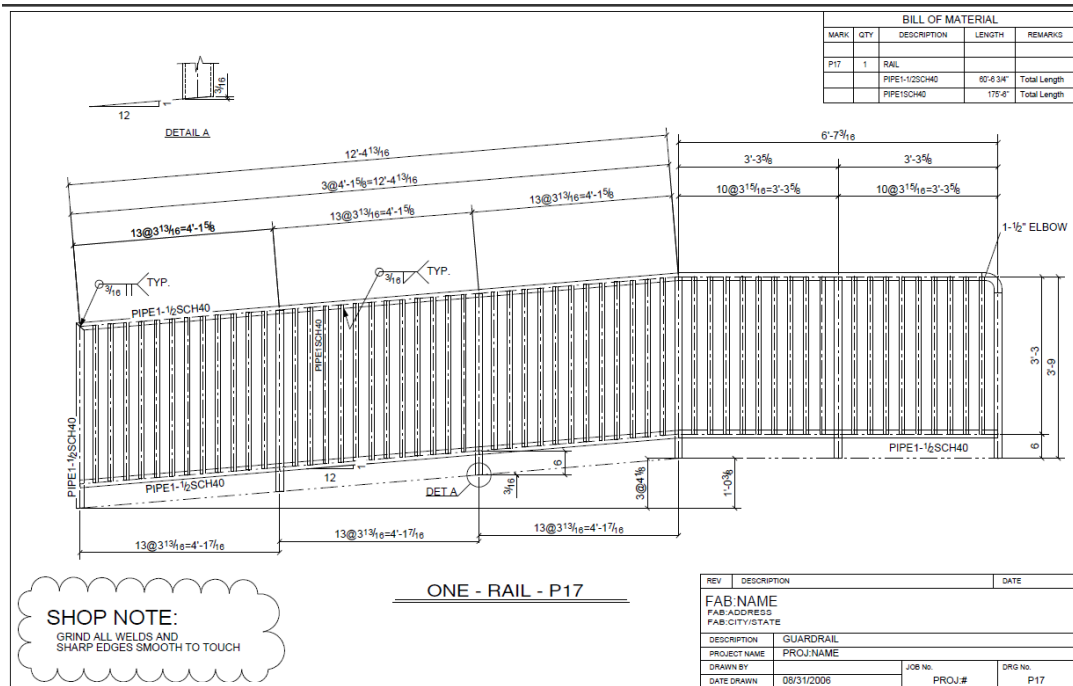 BILL OF MATERIAL
MARK QTY DESCRIPTION LENGTH REMARKS
P17 1 RAIL
PIPE1-1/2SCH40 60'-6 3/4" Total Length
PIPE1SCH40 175'-6" Total Length
3/16
1
12
DETAIL A
12'-4 13/16
3@4'-1 5/8=12'-4 13/16
13@3 13/16=4'-1 5/8
13@3 13/16=4'-1 5/8
13@3 13/16=4'-1 5/8
6'-7 3/16
3'-3 5/8 3'-3 5/8
10@3 15/16=3'-3 5/8 10@3 15/16=3'-3 5/8
1-1/2" ELBOW
3/16 TYP.
3/16 TYP.
PIPE1-1/2SCH40
PIPE1SCH40
PIPE1-1/2SCH40
PIPE1-1/2SCH40
PIPE1-1/2SCH40
3'-3
3'-9
6
12
1
DET A
3/16
6
3@4 1/8
1'-0 3/8
13@3 13/16=4'-1 7/16
13@3 13/16=4'-1 7/16
13@3 13/16=4'-1 7/16
ONE - RAIL - P17
SHOP NOTE:
GRIND ALL WELDS AND
SHARP EDGES SMOOTH TO TOUCH
REV DESCRIPTION DATE
FAB:NAME
FAB:ADDRESS
FAB:CITY/STATE
DESCRIPTION GUARDRAIL
PROJECT NAME PROJ:NAME
DRAWN BY JOB No. DRG No.
DATE DRAWN 08/31/2006 PROJ:# P17